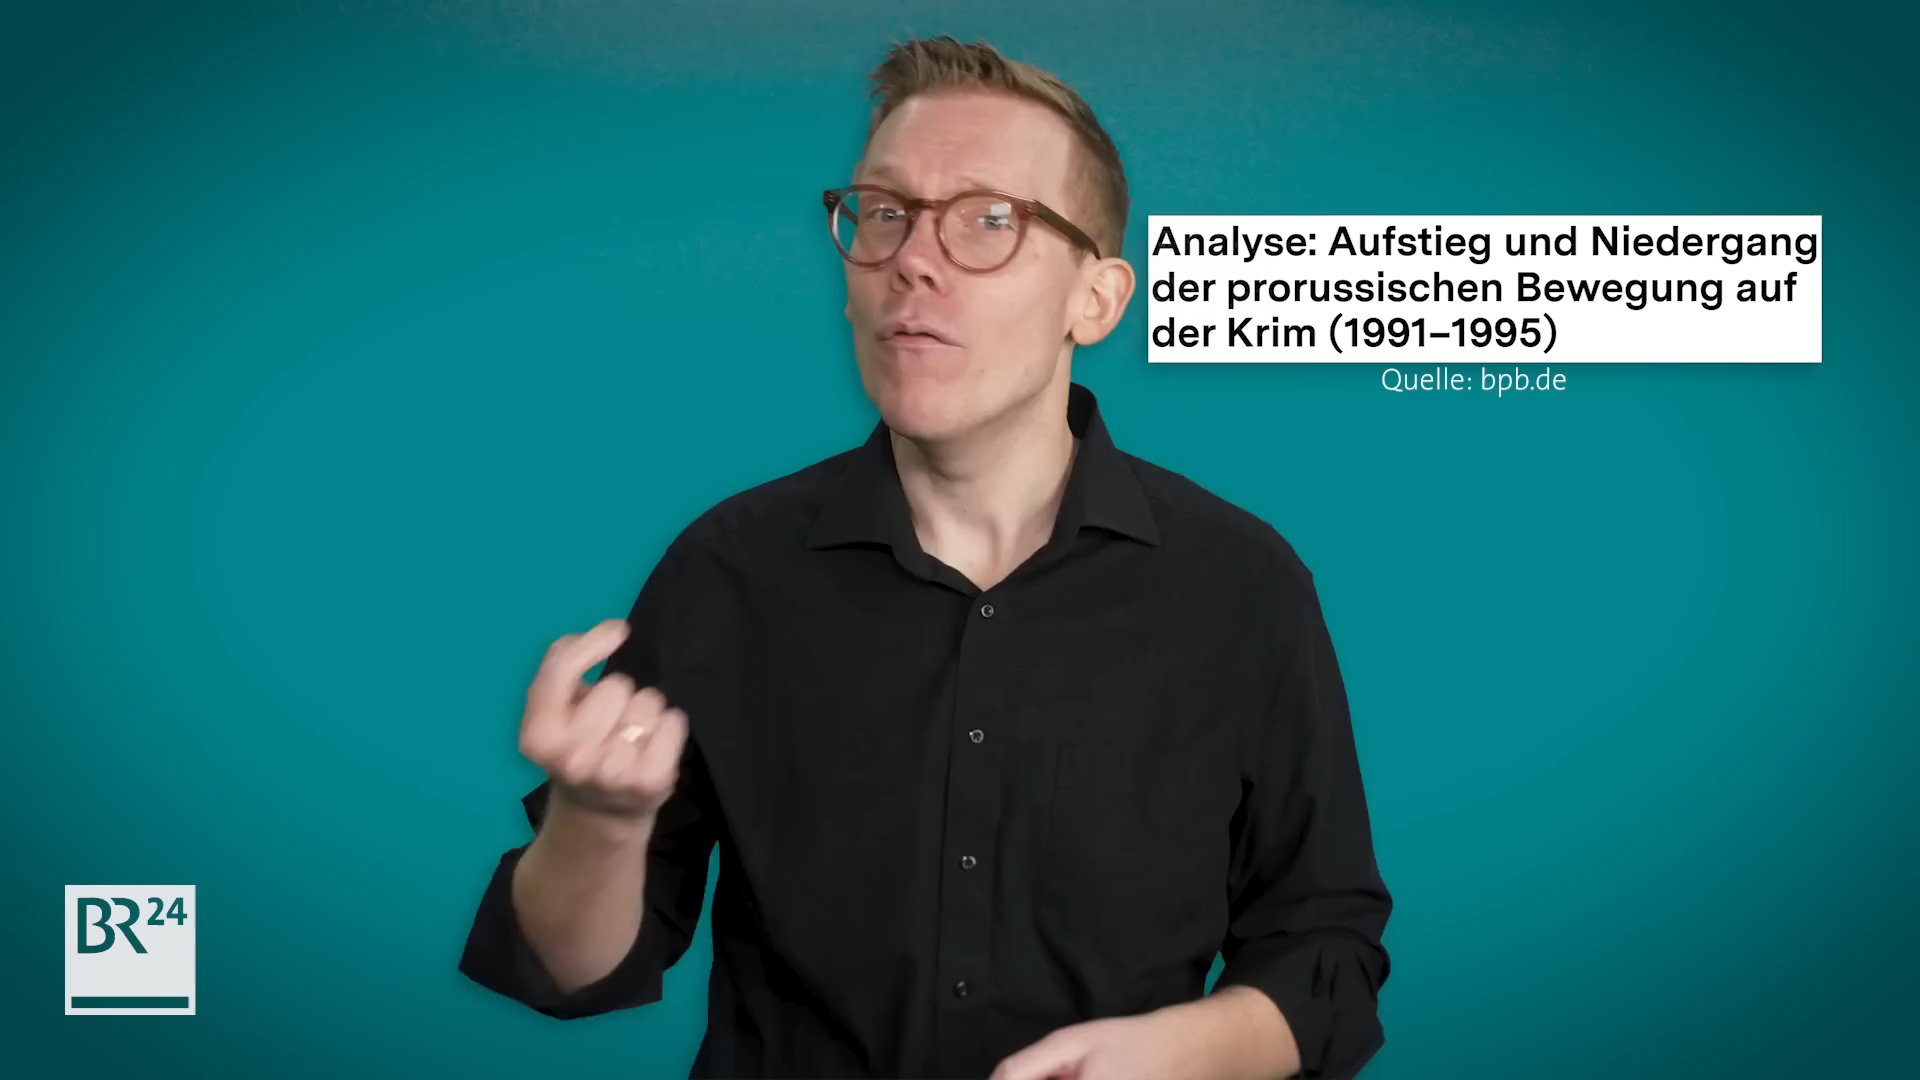 Analyse: Aufstieg und Niedergang
der prorussischen Bewegung auf
der Krim (1991–1995)
Quelle: bpb.de
BR24